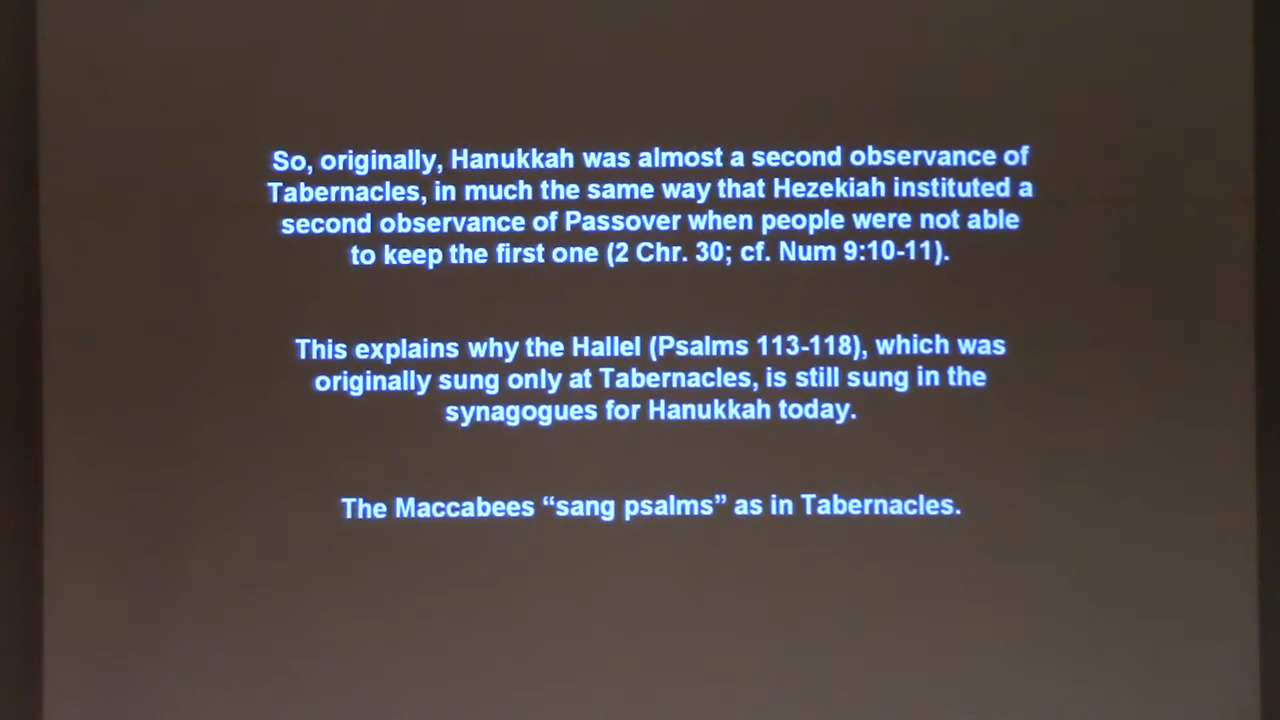 So, originally, Hanukkah was almost a second observance of
Tabernacles, in much the same way that Hezekiah instituted a
second observance of Passover when people were not able
to keep the first one (2 Chr. 30; cf. Num 9:10-11).
This explains why the Hallel (Psalms 113-118), which was
originally sung only at Tabernacles, is still sung in the
synagogues for Hanukkah today.
The Maccabees “sang psalms” as in Tabernacles.